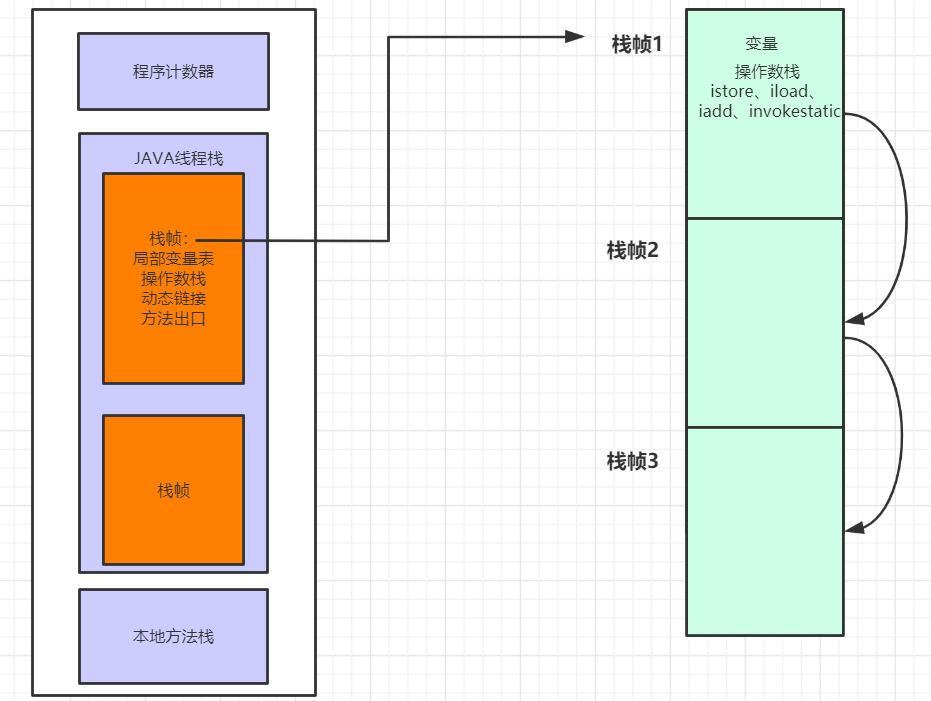 程序计数器
JAVA线程栈
栈帧：
局部变量表
操作数栈
动态链接
方法出口
栈帧
本地方法栈
栈帧1
变量
操作数栈
istore、iload、
iadd、invokestatic
栈帧2
栈帧3